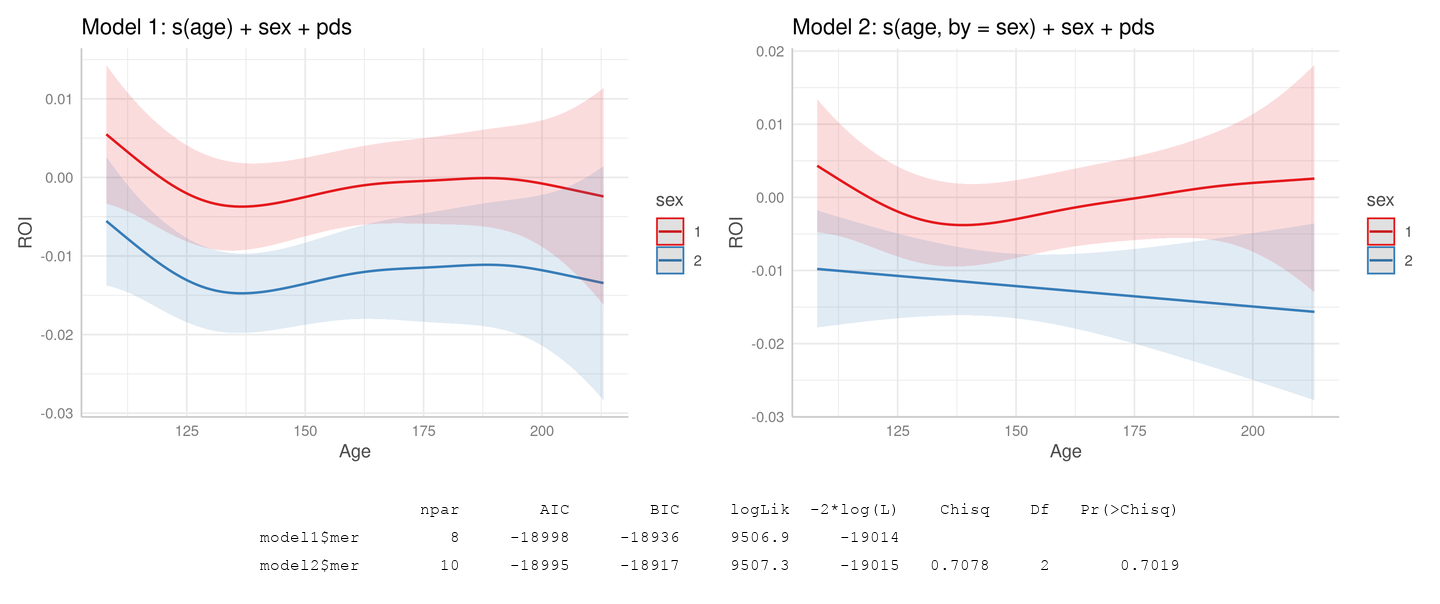 Model 1: s(age) + sex + pds
0.01
0.00
-0.01
-0.02
-0.03
ROI
125 150 175 200
Age
sex
1
2
Model 2: s(age, by = sex) + sex + pds
0.02
0.01
0.00
-0.01
-0.02
-0.03
ROI
125 150 175 200
Age
sex
1
2
npar AIC BIC logLik -2*log(L) Chisq Df Pr(>Chisq)
model1$mer 8 -18998 -18936 9506.9 -19014
model2$mer 10 -18995 -18917 9507.3 -19015 0.7078 2 0.7019